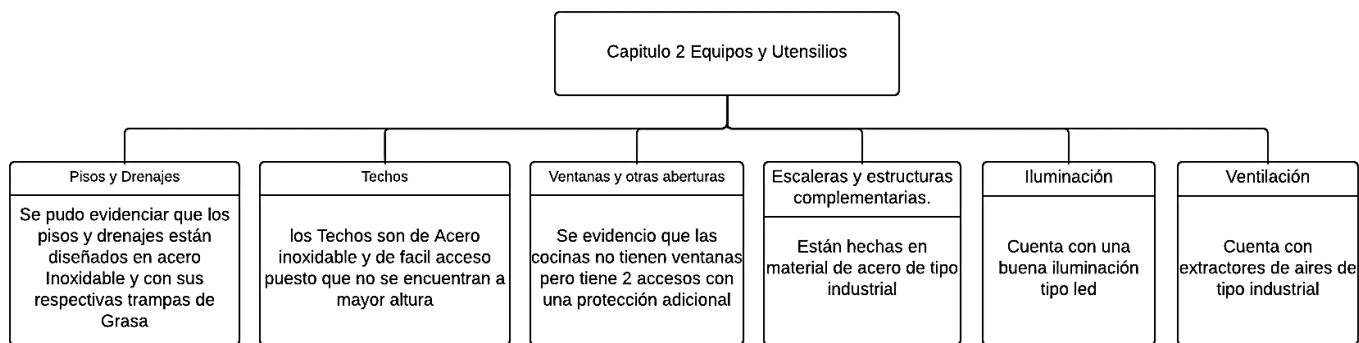 Capitulo 2 Equipos y Utensilios
Pisos y Drenajes
Se pudo evidenciar que los
pisos y drenajes están
diseñados en acero
Inoxidable y con sus
respectivas trampas de
Grasa
Techos
los Techos son de Acero
inoxidable y de facil acceso
puesto que no se encuentran a
mayor altura
Ventanas y otras aberturas
Se evidencio que las
cocinas no tienen ventanas
pero tiene 2 accesos con
una protección adicional
Escaleras y estructuras
complementarias.
Están hechas en
material de acero de tipo
industrial
Iluminación
Cuenta con una
buena iluminación
tipo led
Ventilación
Cuenta con
extractores de aires de
tipo industrial